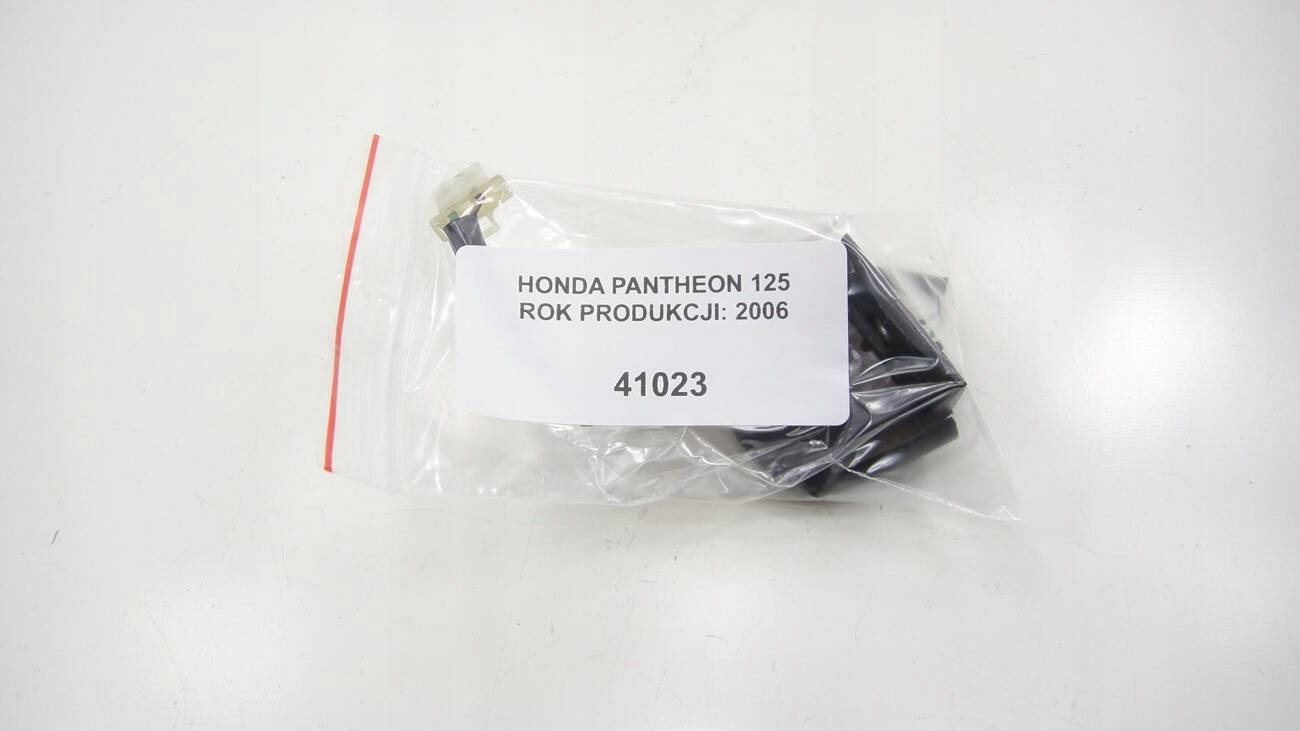 HONDA PANTHEON 125
ROK PRODUKCJI: 2006
41023